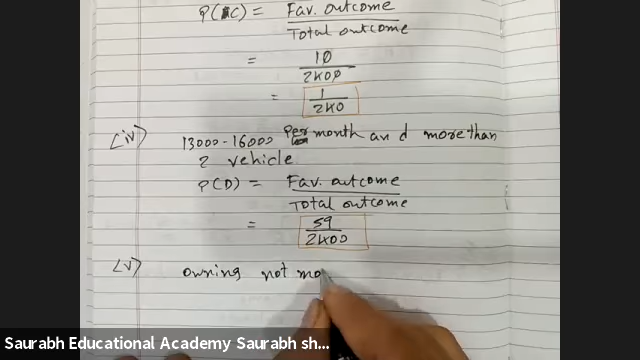 P(C) = Fav. outcome
Total outcome
= 10
2400
= 1
240
(iv) 13000-16000 per month and more than
2 vehicle
P(D) = Fav. outcome
Total outcome
= 59
2400
(v) owning not mo
Saurabh Educational Academy Saurabh sh...